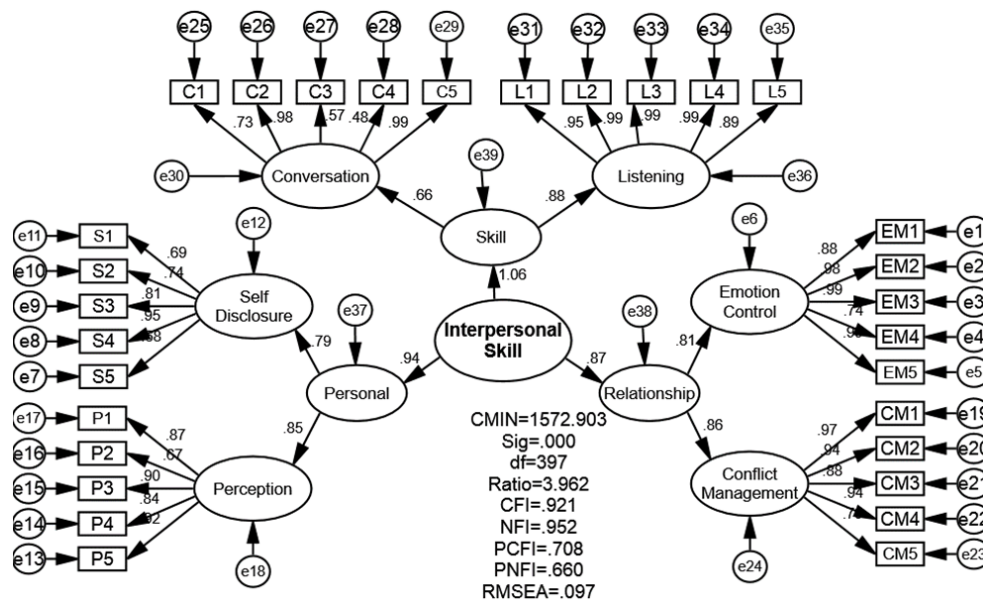 e25 e26 e27 e28 e29 e31 e32 e33 e34 e35
C1 C2 C3 C4 C5 L1 L2 L3 L4 L5
.73 .98 .57 .48 .99 .95 .99 .99 .99 .89
e30 Conversation e39 Listening e36
.66 .88
Skill
e11 S1 e12 e6 EM1 e1
.69 .88
e10 S2 EM2 e2
.74 .98
e9 S3 Self Emotion EM3 e3
.81 Disclosure 1.06 Control .99
e8 S4 e37 Interpersonal e38 EM4 e4
.95 Skill .74
e7 S5 .79 .81 EM5 e5
.94 .87
Personal Relationship
e17 P1 CM1 e19
.87 .85 .86 .97
e16 P2 CM2 e20
.67 .94
e15 P3 Perception Conflict CM3 e21
.90 Management .88
e14 P4 CM4 e22
.84 .94
e13 P5 CM5 e23
e18 e24
CMIN=1572.903
Sig=.000
df=397
Ratio=3.962
CFI=.921
NFI=.952
PCFI=.708
PNFI=.660
RMSEA=.097